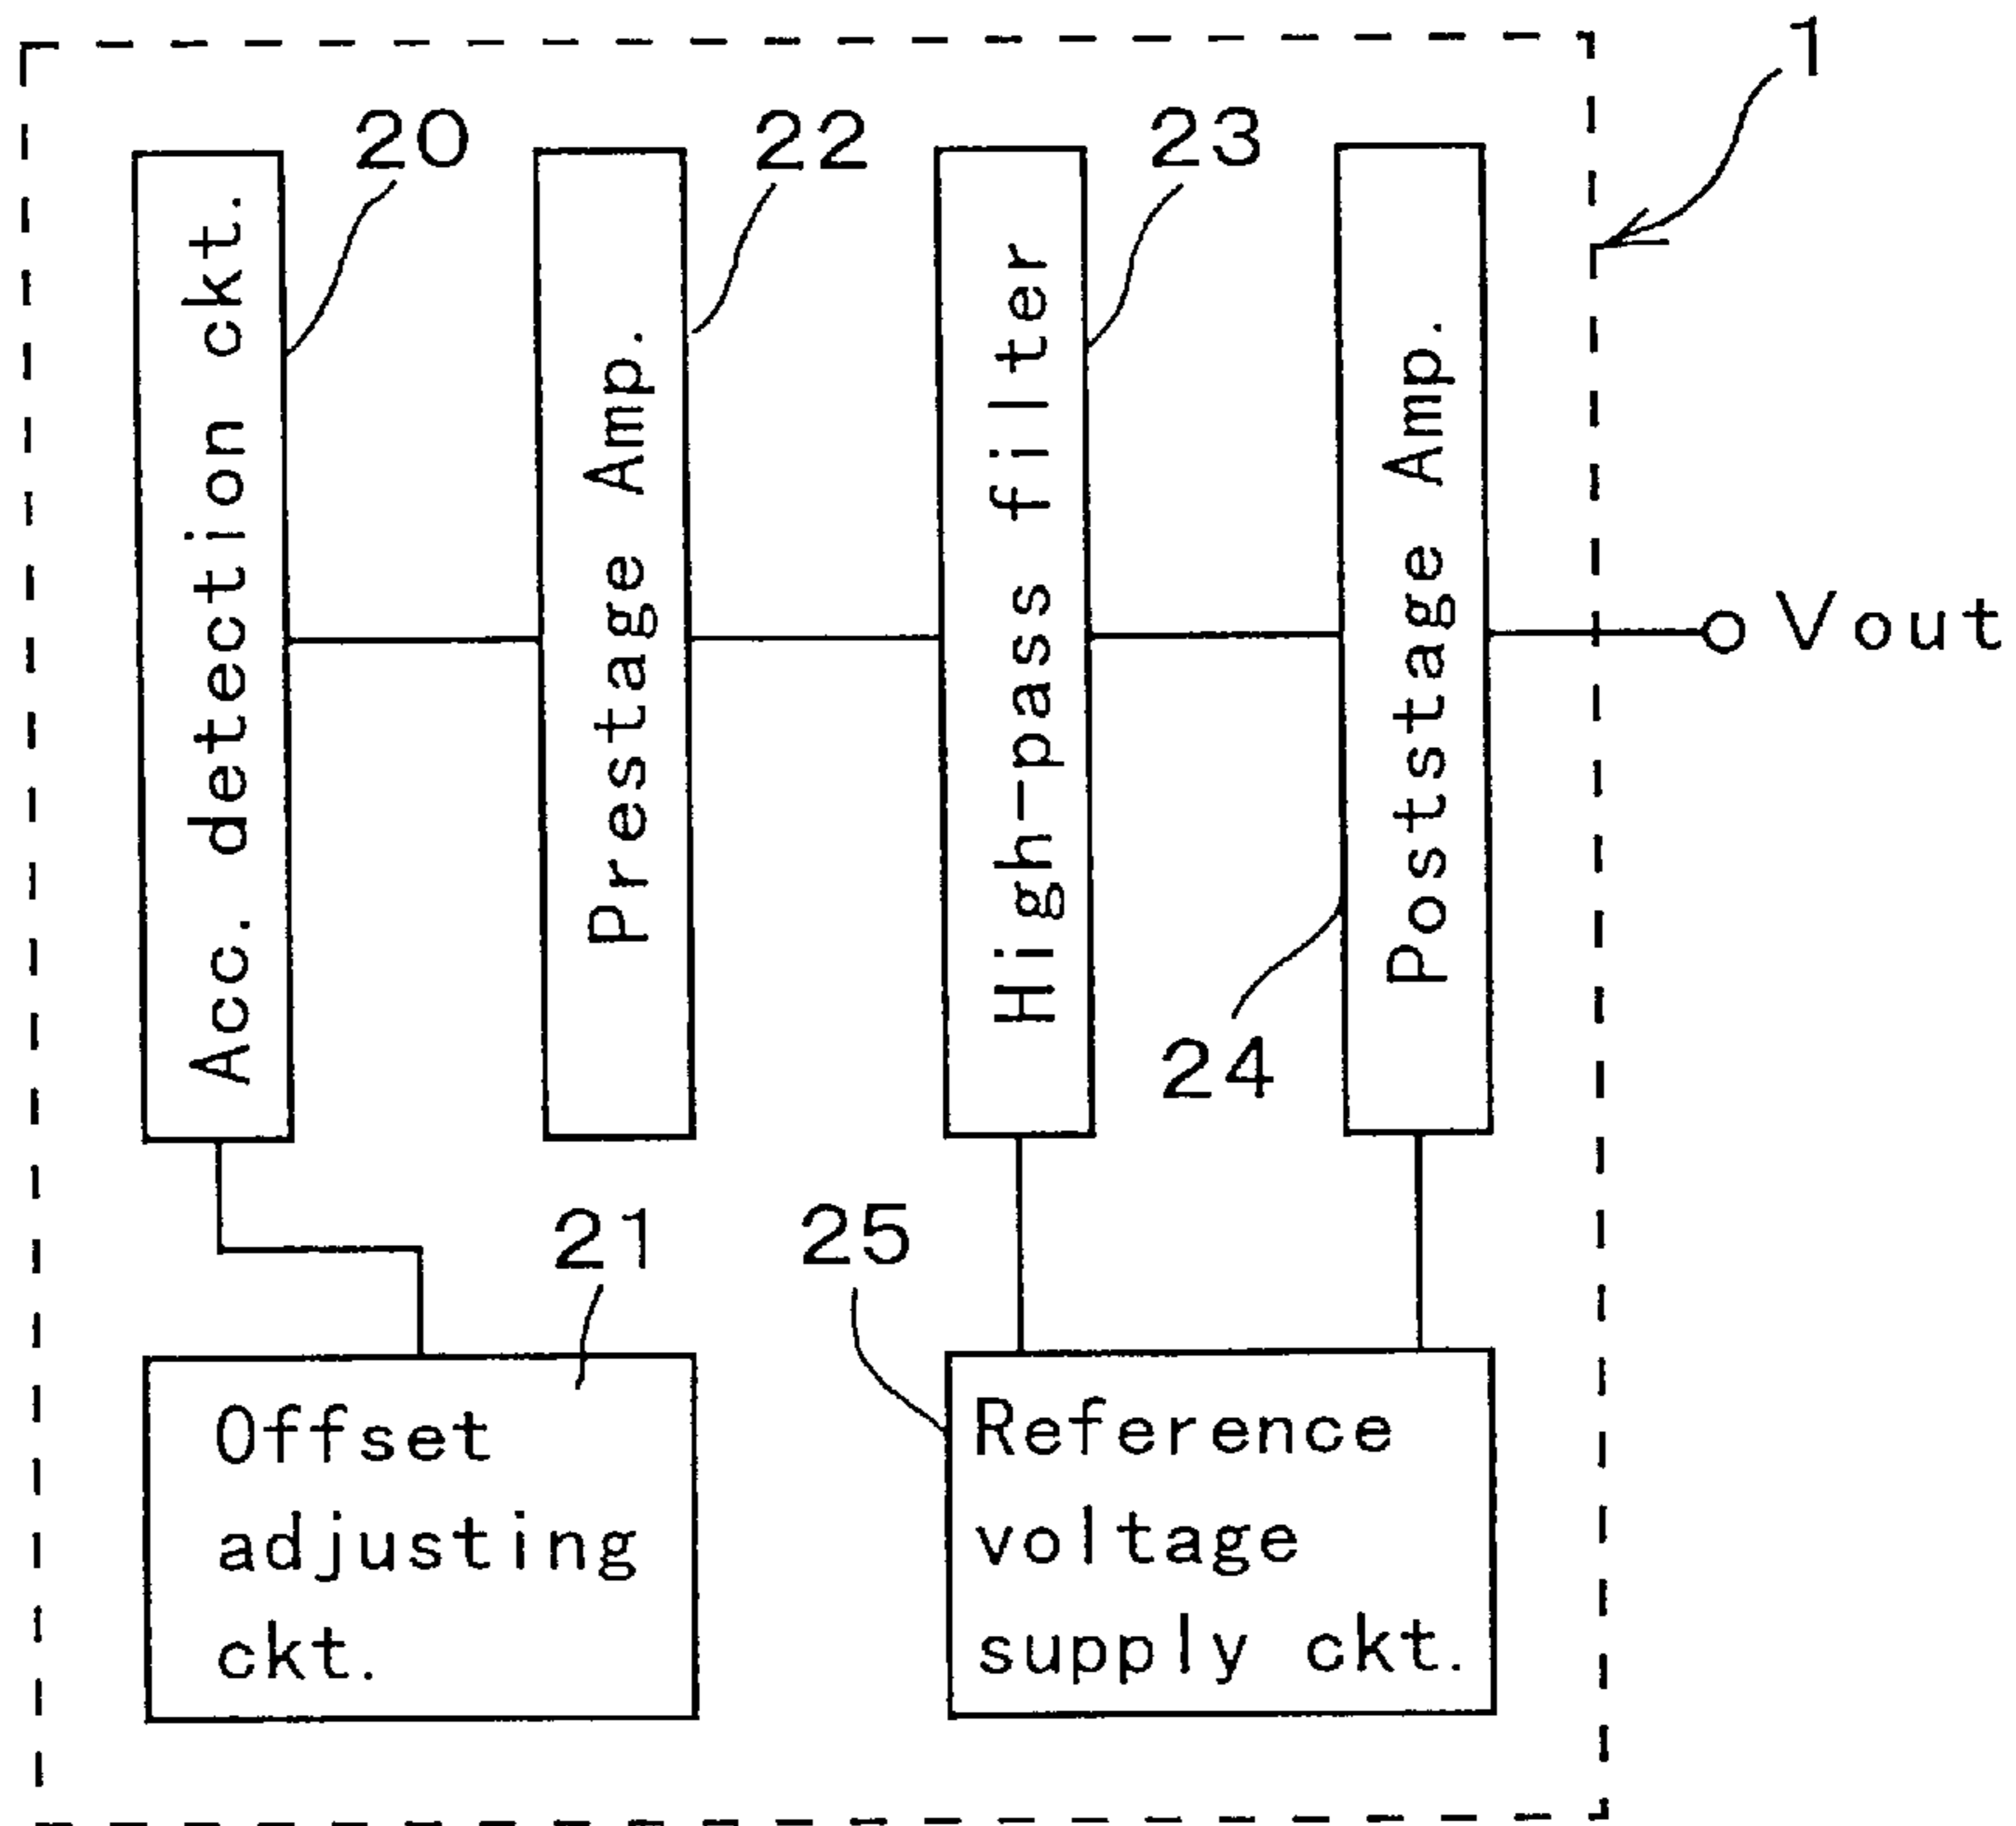 1
20
22
23
Acc. detection ckt.
Prestage Amp.
High-pass filter
Poststage Amp.
Vout
24
21
25
Offset
adjusting
ckt.
Reference
voltage
supply ckt.